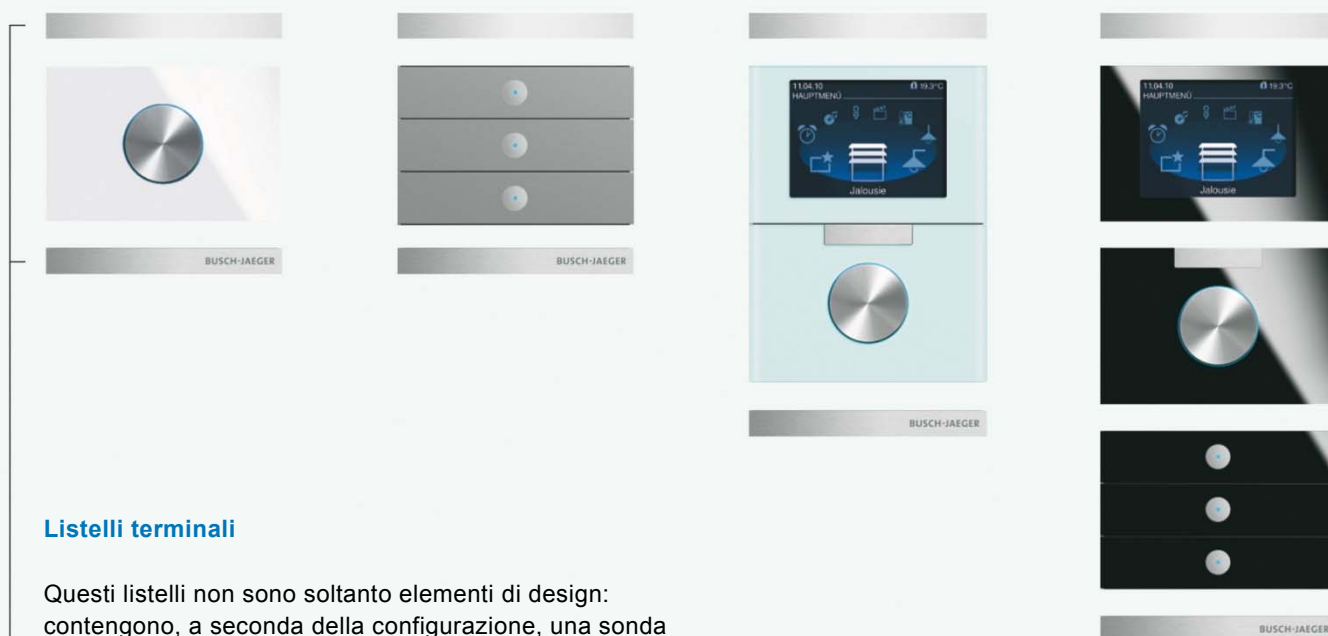 11.04.10 19.3°C
HAUPTMENÜ
Jalousie
11.04.10 19.3°C
HAUPTMENÜ
Jalousie
BUSCH-JAEGER
BUSCH-JAEGER
BUSCH-JAEGER
BUSCH-JAEGER
Listelli terminali
Questi listelli non sono soltanto elementi di design:
contengono, a seconda della configurazione, una sonda